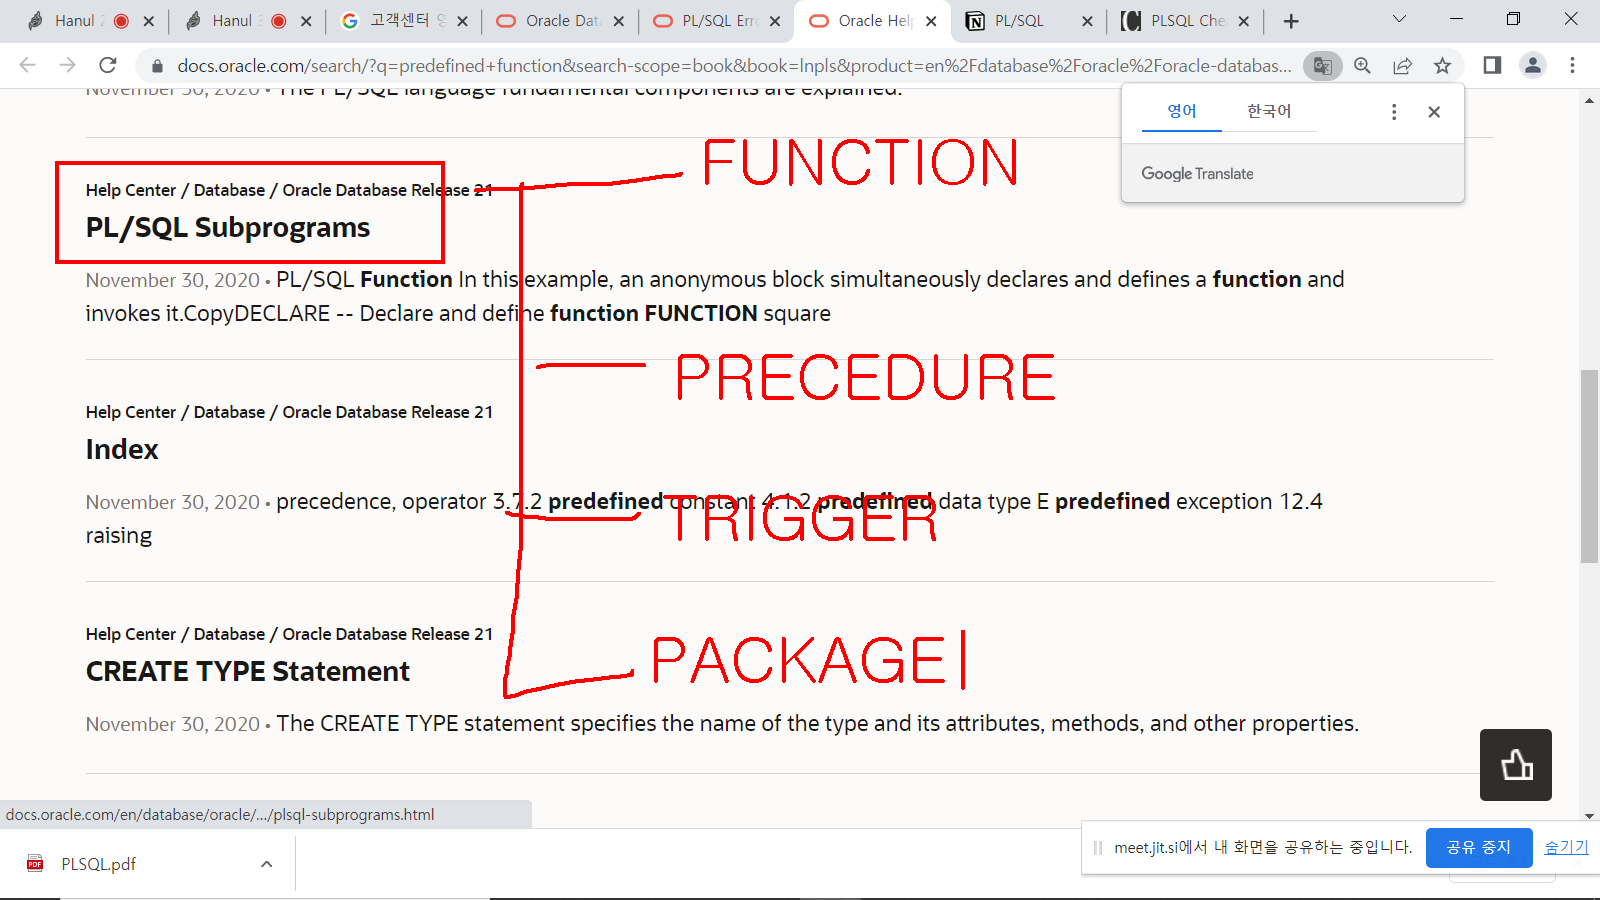 Hanul 2
Hanul 2
고객센터 영
Oracle Data
PL/SQL Erro
Oracle Help
PL/SQL
PLSQL Che
docs.oracle.com/search/?q=predefined+function&search-scope=book&book=lnpls&product=en%2Fdatabase%2Foracle%2Foracle-databas...
영어 한국어
Google Translate
November 30, 2020 • The PL/SQL language fundamental components are explained.
Help Center / Database / Oracle Database Release 21
PL/SQL Subprograms
FUNCTION
November 30, 2020 • PL/SQL Function In this example, an anonymous block simultaneously declares and defines a function and
invokes it.CopyDECLARE -- Declare and define function FUNCTION square
PRECEDURE
Help Center / Database / Oracle Database Release 21
Index
November 30, 2020 • precedence, operator 3.7.2 predefined constant 4.1.2 predefined data type E predefined exception 12.4
raising
TRIGGER
Help Center / Database / Oracle Database Release 21
CREATE TYPE Statement
PACKAGE
November 30, 2020 • The CREATE TYPE statement specifies the name of the type and its attributes, methods, and other properties.
docs.oracle.com/en/database/oracle/.../plsql-subprograms.html
PLSQL.pdf
meet.jit.si에서 내 화면을 공유하는 중입니다. 공유 중지 숨기기